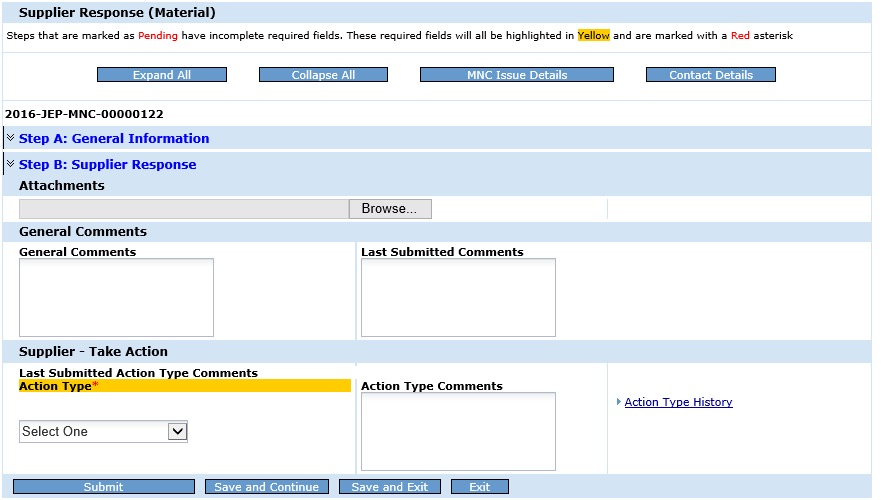 Supplier Response (Material)
Steps that are marked as Pending have incomplete required fields. These required fields will all be highlighted in Yellow and are marked with a Red asterisk
Expand All Collapse All MNC Issue Details Contact Details
2016-JEP-MNC-00000122
Step A: General Information
Step B: Supplier Response
Attachments
Browse...
General Comments
General Comments Last Submitted Comments
Supplier - Take Action
Last Submitted Action Type Comments
Action Type* Action Type Comments
Action Type History
Select One
Submit Save and Continue Save and Exit Exit